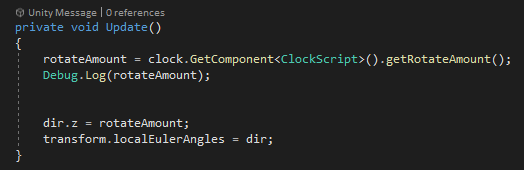 Unity Message | 0 references
private void Update()
{
rotateAmount = clock.GetComponent<ClockScript>().getRotateAmount();
Debug.Log(rotateAmount);
dir.z = rotateAmount;
transform.localEulerAngles = dir;
}